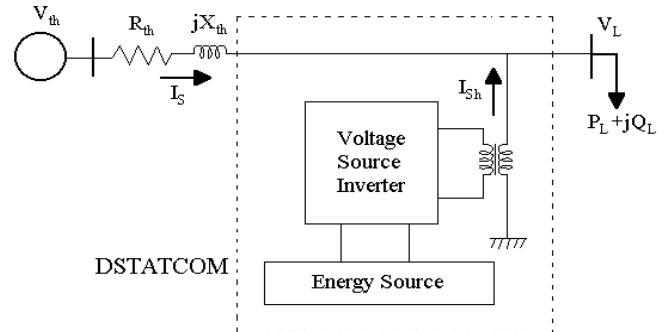 V_th
R_th
jX_th
V_L
I_S
I_Sh
P_L +jQ_L
Voltage
Source
Inverter
DSTATCOM
Energy Source